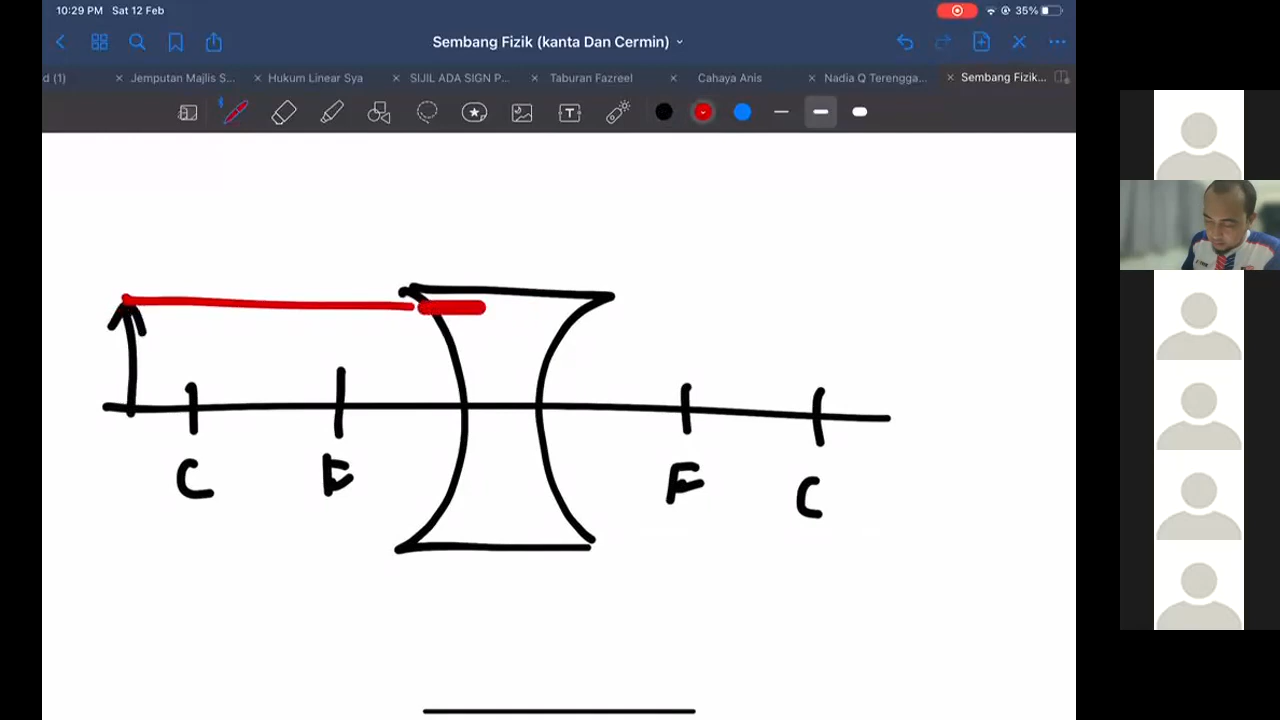 10:29 PM Sat 12 Feb
35%
Sembang Fizik (kanta Dan Cermin)
d (1)
Jemputan Majlis S...
Hukum Linear Sya
SIJIL ADA SIGN P...
Taburan Fazreel
Cahaya Anis
Nadia Q Terengga...
Sembang Fizik...
C F F C